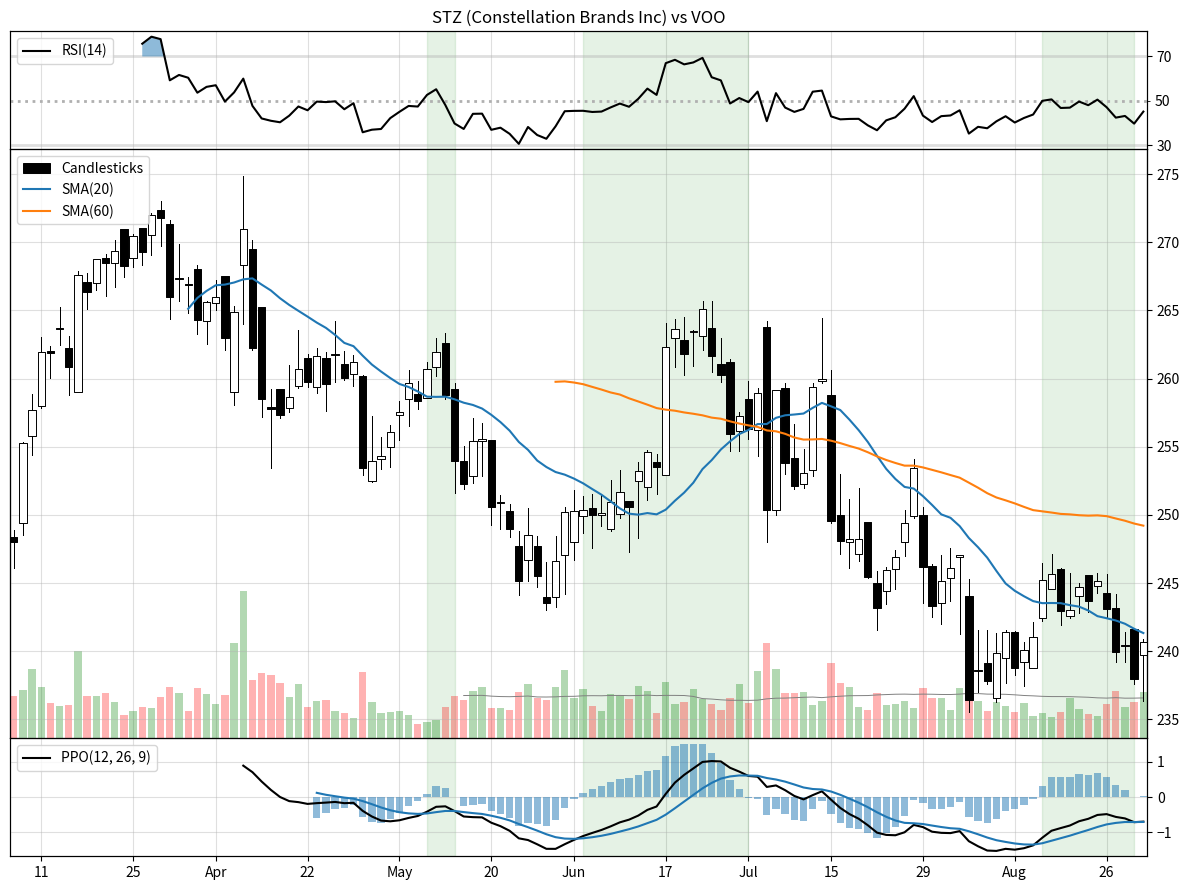 STZ (Constellation Brands Inc) vs VOO
RSI(14)
70
50
30
Candlesticks
SMA(20)
SMA(60)
275
270
265
260
255
250
245
240
235
PPO(12, 26, 9)
1
0
−1
11 25 Apr 22 May 20 Jun 17 Jul 15 29 Aug 26